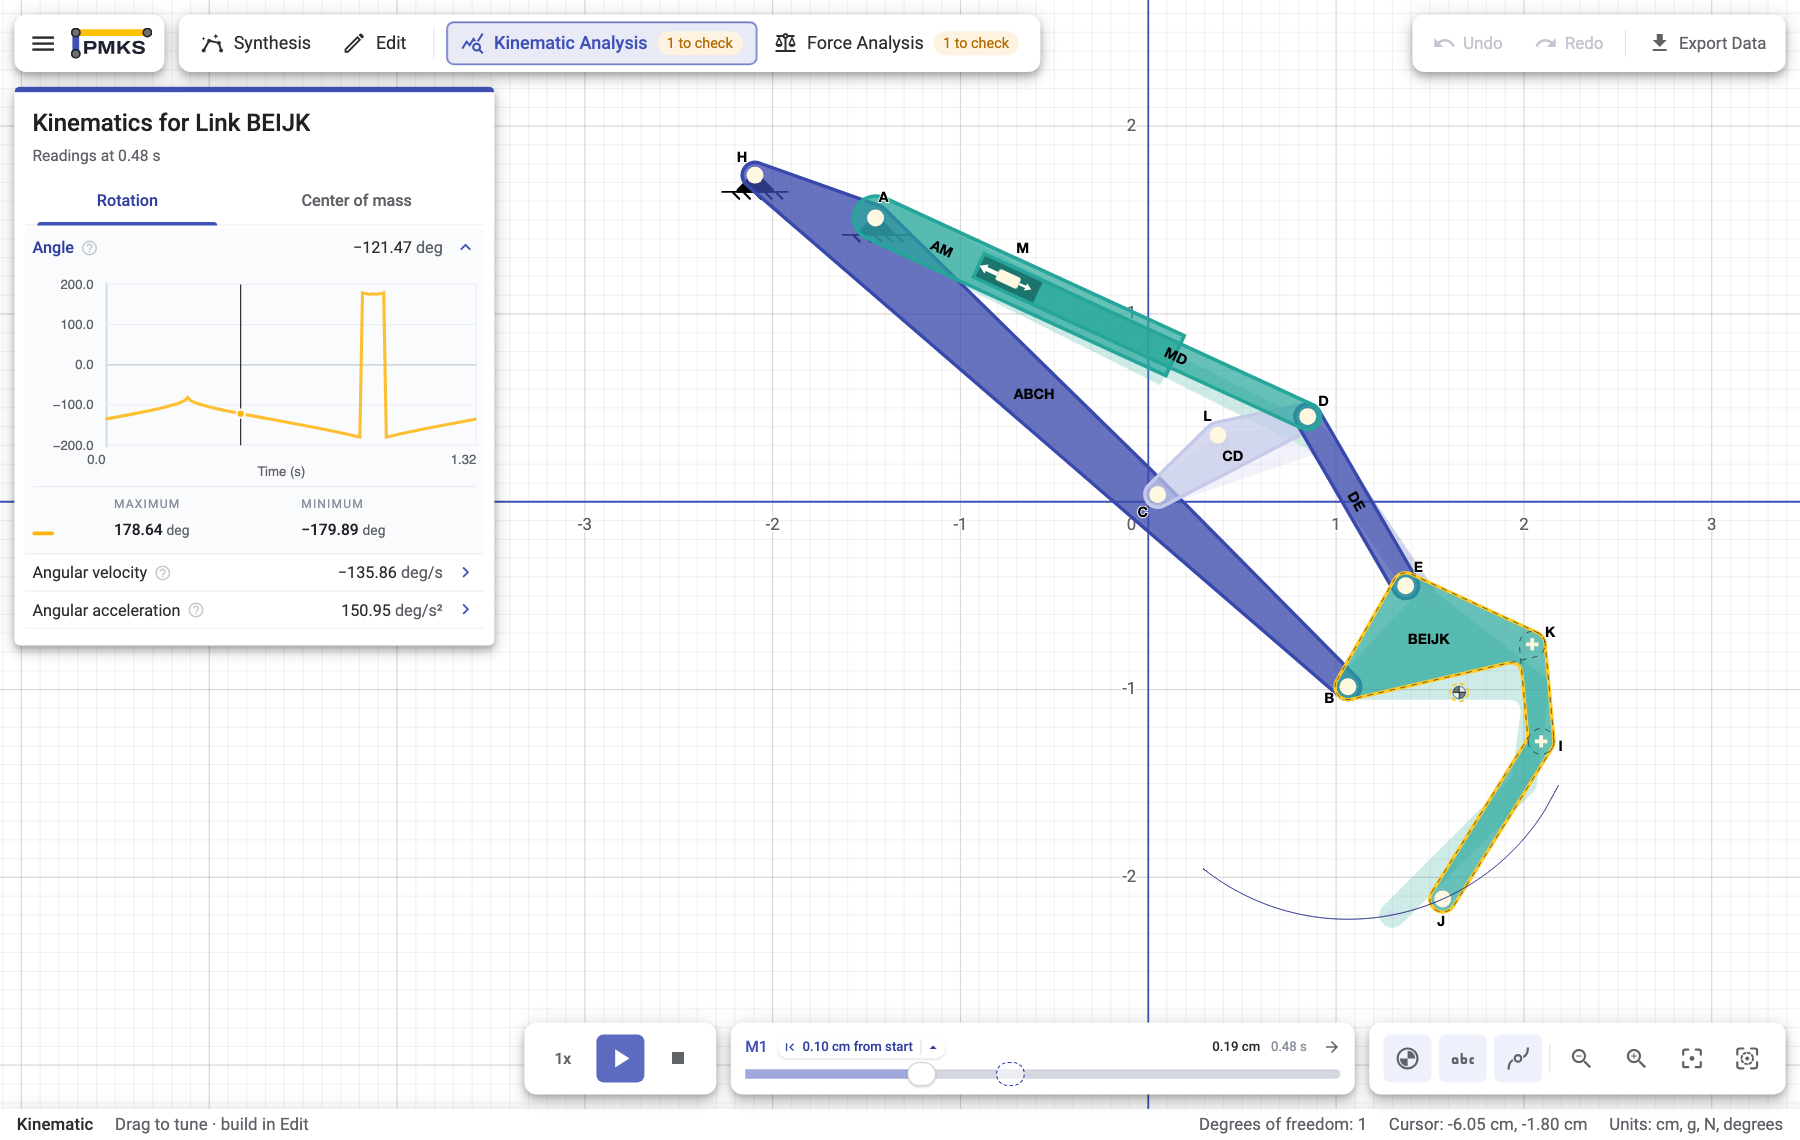 PMKS
Synthesis
Edit
Kinematic Analysis
1 to check
Force Analysis
1 to check
Undo
Redo
Export Data
Kinematics for Link BEIJK
Readings at 0.48 s
Rotation
Center of mass
Angle
−121.47 deg
200.0
100.0
0.0
−100.0
−200.0
0.0
1.32
Time (s)
MAXIMUM
MINIMUM
178.64 deg
−179.89 deg
Angular velocity
−135.86 deg/s
Angular acceleration
150.95 deg/s²
2
1
-1
-2
-3
-2
-1
0
1
2
3
H
A
AM
M
MD
ABCH
D
L
CD
C
DE
E
BEIJK
K
B
I
J
1x
M1
0.10 cm from start
0.19 cm
0.48 s
abc
Kinematic
Drag to tune · build in Edit
Degrees of freedom: 1
Cursor: -6.05 cm, -1.80 cm
Units: cm, g, N, degrees